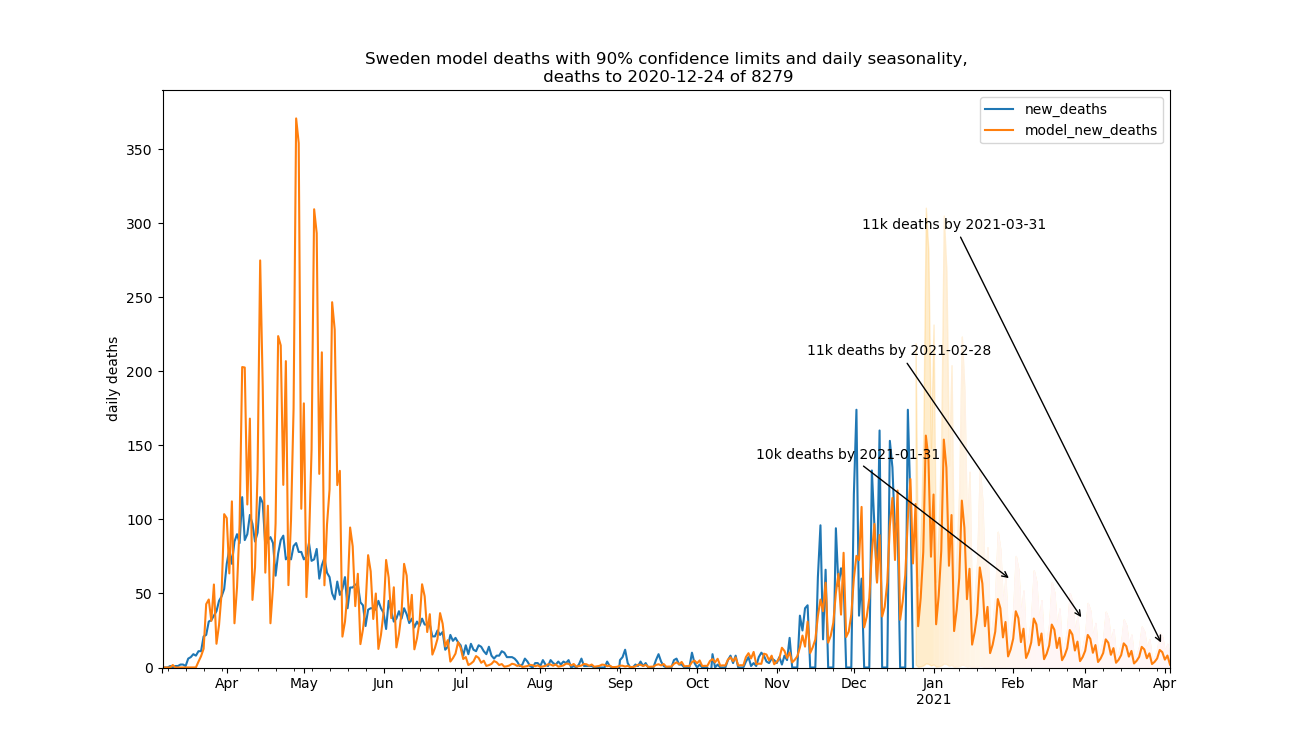 Sweden model deaths with 90% confidence limits and daily seasonality,
deaths to 2020-12-24 of 8279
new_deaths
model_new_deaths
daily deaths
350
300
250
200
150
100
50
0
11k deaths by 2021-03-31
11k deaths by 2021-02-28
10k deaths by 2021-01-31
Apr May Jun Jul Aug Sep Oct Nov Dec Jan Feb Mar Apr
2021